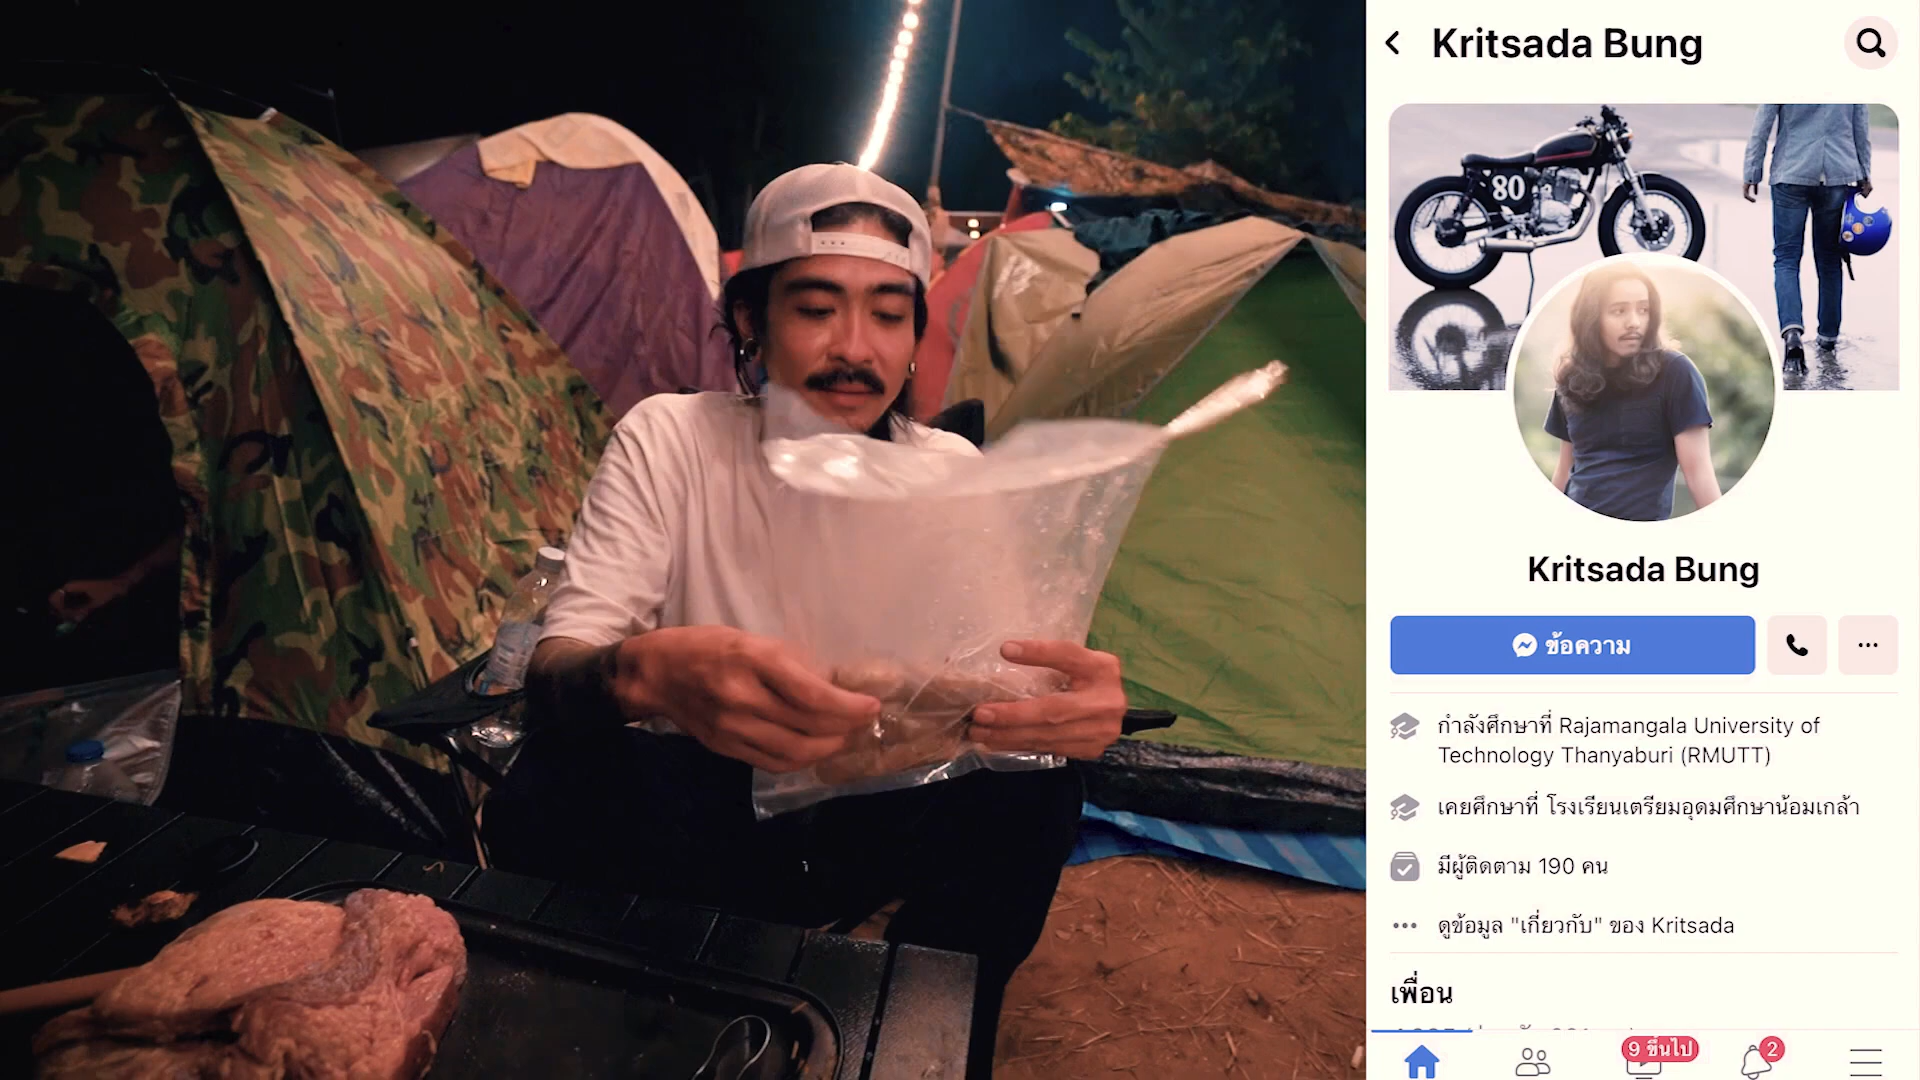 Kritsada Bung
80
Kritsada Bung
ข้อความ
กำลังศึกษาที่ Rajamangala University of
Technology Thanyaburi (RMUTT)
เคยศึกษาที่ โรงเรียนเตรียมอุดมศึกษาน้อมเกล้า
มีผู้ติดตาม 190 คน
ดูข้อมูล "เกี่ยวกับ" ของ Kritsada
เพื่อน
9 ขึ้นไป
2